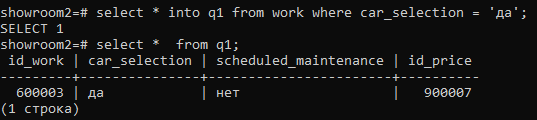 showroom2=# select * into q1 from work where car_selection = 'да';
SELECT 1
showroom2=# select *  from q1;
 id_work | car_selection | scheduled_maintenance | id_price
---------+---------------+-----------------------+----------
  600003 | да            | нет                   |   900007
(1 строка)